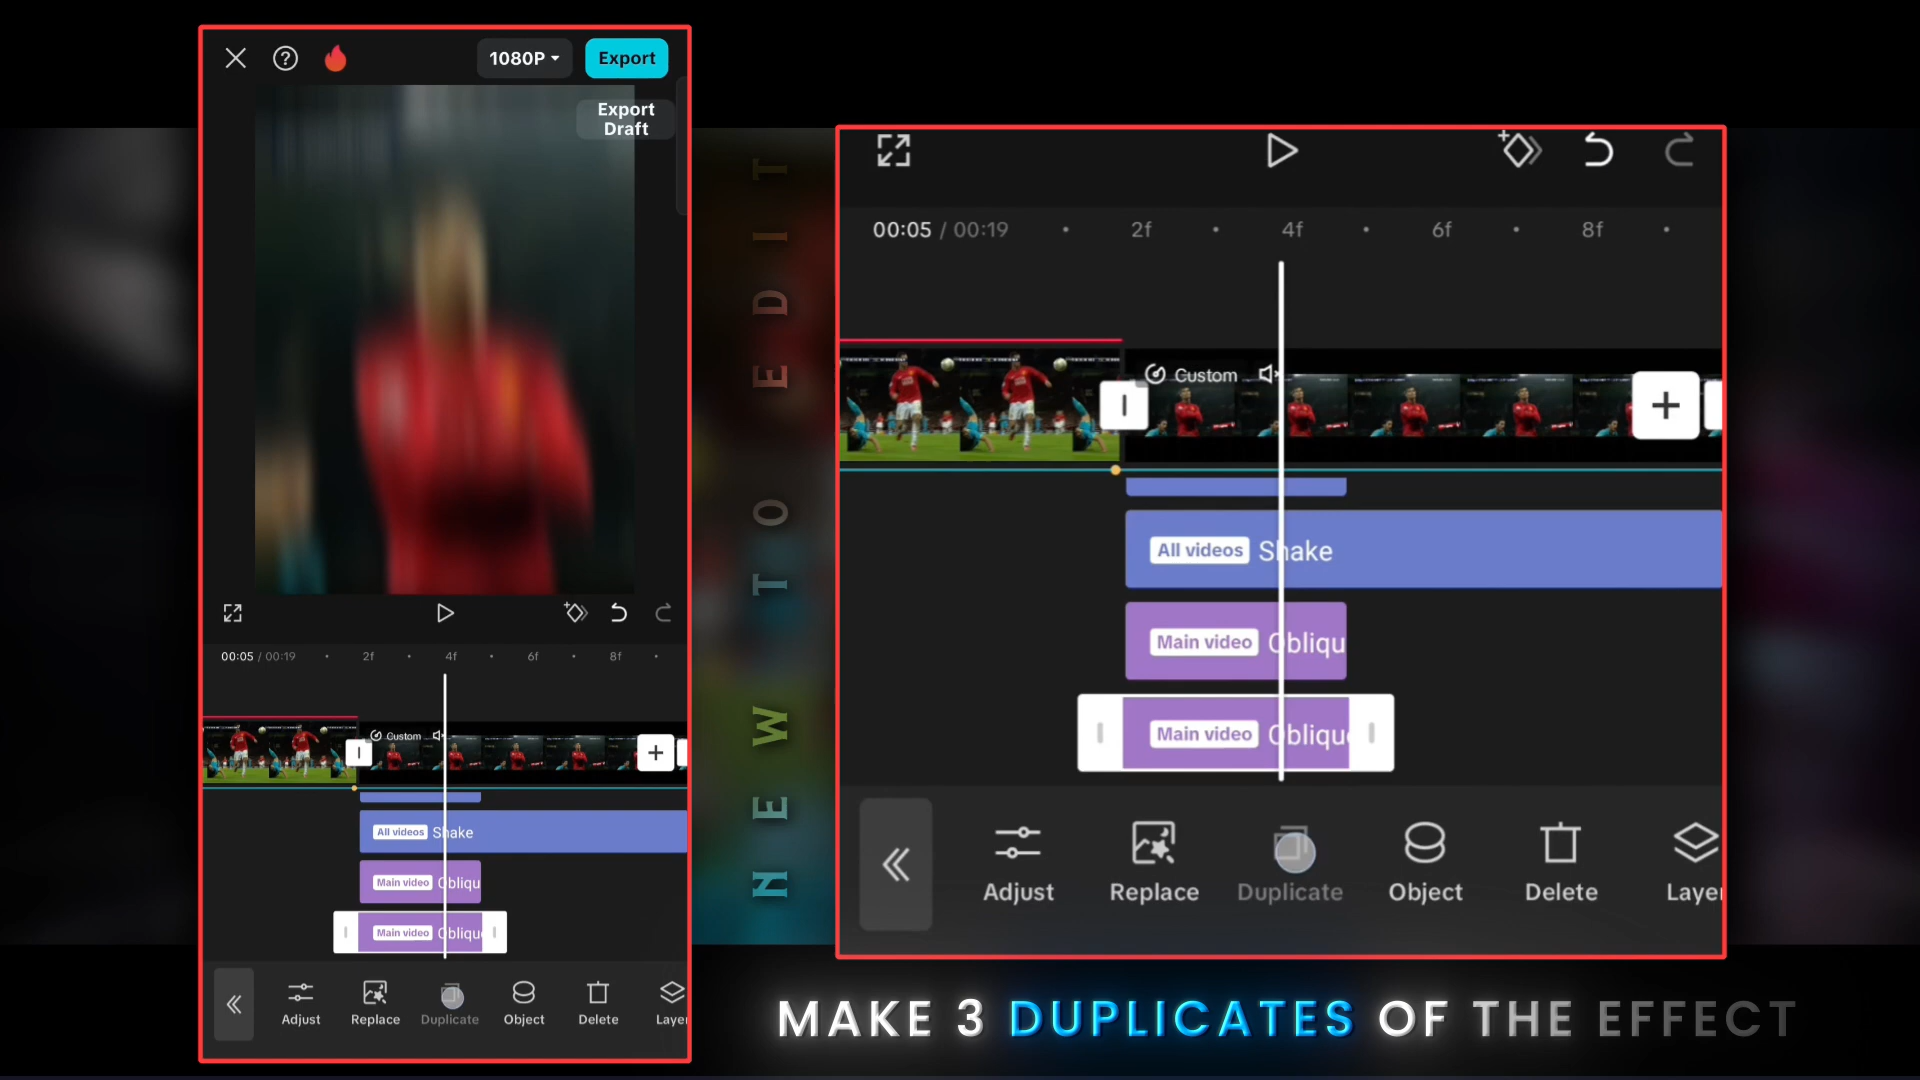 1080P
Export
Export
Draft
00:05 / 00:19
2f
4f
6f
8f
Custom
All videos Shake
Main video Obliqu
Main video Oblique
Adjust
Replace
Duplicate
Object
Delete
Layer
NEW TO EDIT
00:05 / 00:19
2f
4f
6f
8f
Custom
All videos Shake
Main video Obliqu
Main video Oblique
Adjust
Replace
Duplicate
Object
Delete
Layer
MAKE 3 DUPLICATES OF THE EFFECT